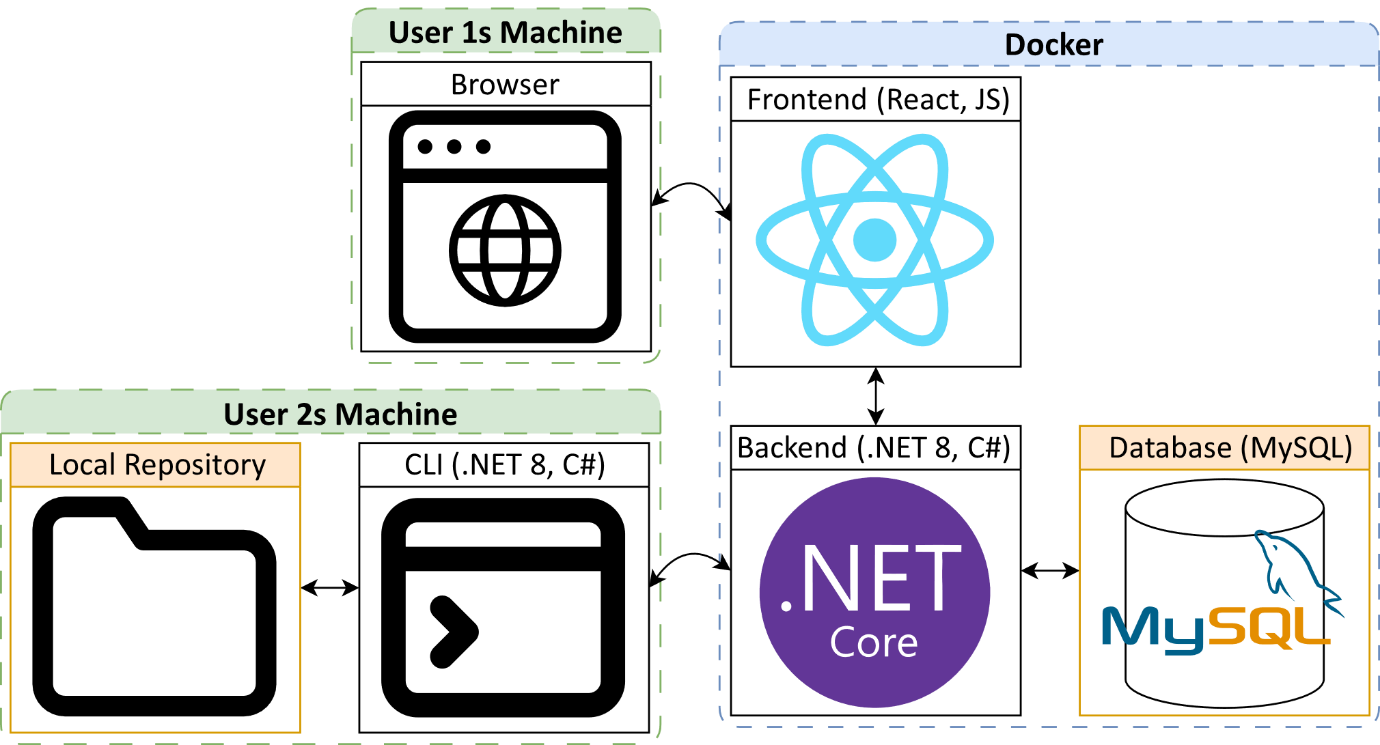 User 1s Machine
Browser
Docker
Frontend (React, JS)
User 2s Machine
Local Repository
CLI (.NET 8, C#)
Backend (.NET 8, C#)
.NET
Core
Database (MySQL)
MySQL